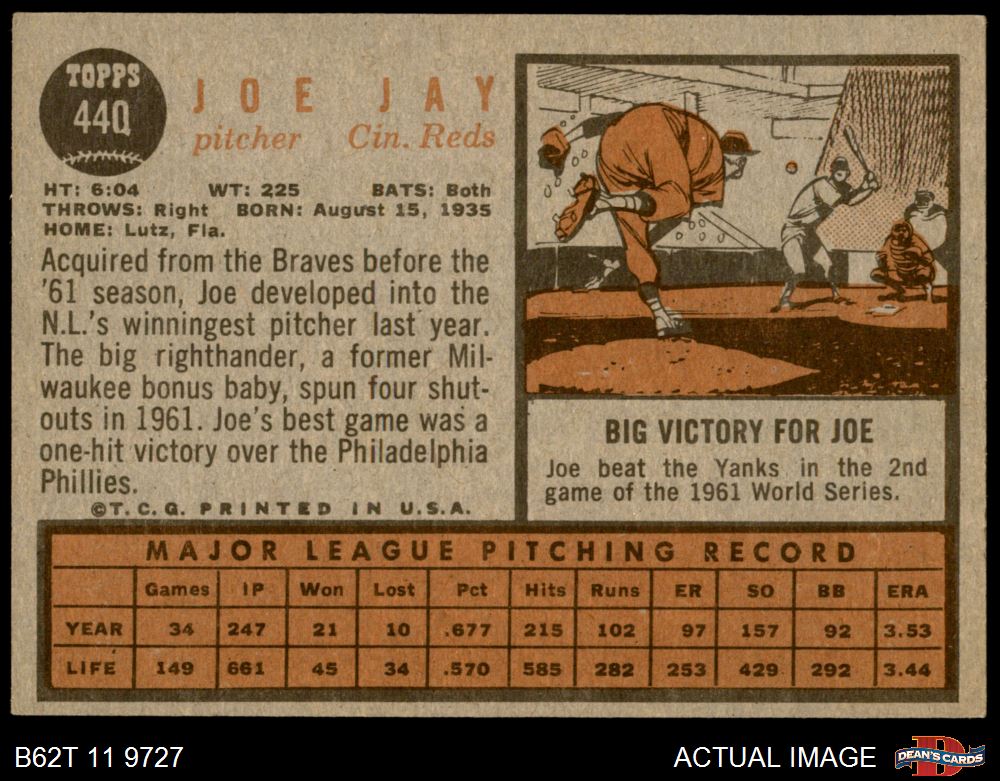 TOPPS
440
JOE JAY
pitcher Cin. Reds
HT: 6:04 WT: 225 BATS: Both
THROWS: Right BORN: August 15, 1935
HOME: Lutz, Fla.
Acquired from the Braves before the
'61 season, Joe developed into the
N.L.'s winningest pitcher last year.
The big righthander, a former Mil-
waukee bonus baby, spun four shut-
outs in 1961. Joe's best game was a
one-hit victory over the Philadelphia
Phillies.
©T. C. G. PRINTED IN U.S.A.
BIG VICTORY FOR JOE
Joe beat the Yanks in the 2nd
game of the 1961 World Series.
MAJOR LEAGUE PITCHING RECORD
Games IP Won Lost Pct Hits Runs ER SO BB ERA
YEAR 34 247 21 10 .677 215 102 97 157 92 3.53
LIFE 149 661 45 34 .570 585 282 253 429 292 3.44
B62T 11 9727
ACTUAL IMAGE
DEAN'S CARDS